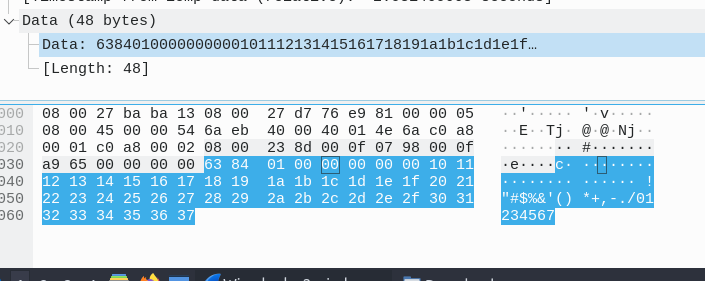 Data (48 bytes)
Data: 638401000000000010111213141516171819​1a1b1c1d1e1f…
[Length: 48]
000 08 00 27 ba ba 13 08 00 27 d7 76 e9 81 00 00 05 ··'····· '·v·····
010 08 00 45 00 00 54 6a eb 40 00 40 01 4e 6a c0 a8 ··E··Tj· @·@·Nj··
020 00 01 c0 a8 00 02 08 00 23 8d 00 0f 07 98 00 0f ········ #·······
030 a9 65 00 00 00 00 63 84 01 00 00 00 00 00 10 11 ·e····c· ········
040 12 13 14 15 16 17 18 19 1a 1b 1c 1d 1e 1f 20 21 ········ ······ !
050 22 23 24 25 26 27 28 29 2a 2b 2c 2d 2e 2f 30 31 "#$%&'() *+,-./01
060 32 33 34 35 36 37 234567